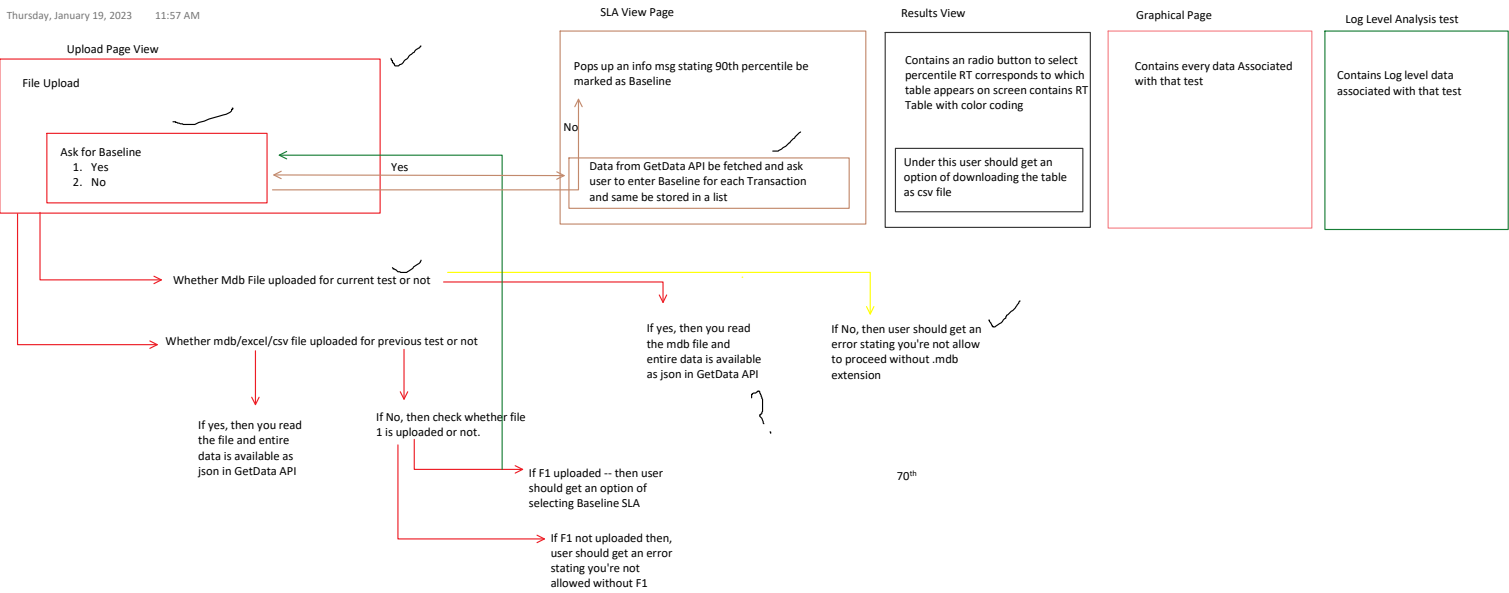 Thursday, January 19, 2023 11:57 AM
SLA View Page
Results View
Graphical Page
Log Level Analysis test
Upload Page View
File Upload
Ask for Baseline
1. Yes
2. No
Yes
No
Pops up an info msg stating 90th percentile be
marked as Baseline
Data from GetData API be fetched and ask
user to enter Baseline for each Transaction
and same be stored in a list
Contains an radio button to select
percentile RT corresponds to which
table appears on screen contains RT
Table with color coding
Under this user should get an
option of downloading the table
as csv file
Contains every data Associated
with that test
Contains Log level data
associated with that test
Whether Mdb File uploaded for current test or not
Whether mdb/excel/csv file uploaded for previous test or not
If yes, then you read
the mdb file and
entire data is available
as json in GetData API
If No, then user should get an
error stating you're not allow
to proceed without .mdb
extension
?
If yes, then you read
the file and entire
data is available as
json in GetData API
If No, then check whether file
1 is uploaded or not.
If F1 uploaded -- then user
should get an option of
selecting Baseline SLA
70th
If F1 not uploaded then,
user should get an error
stating you're not
allowed without F1